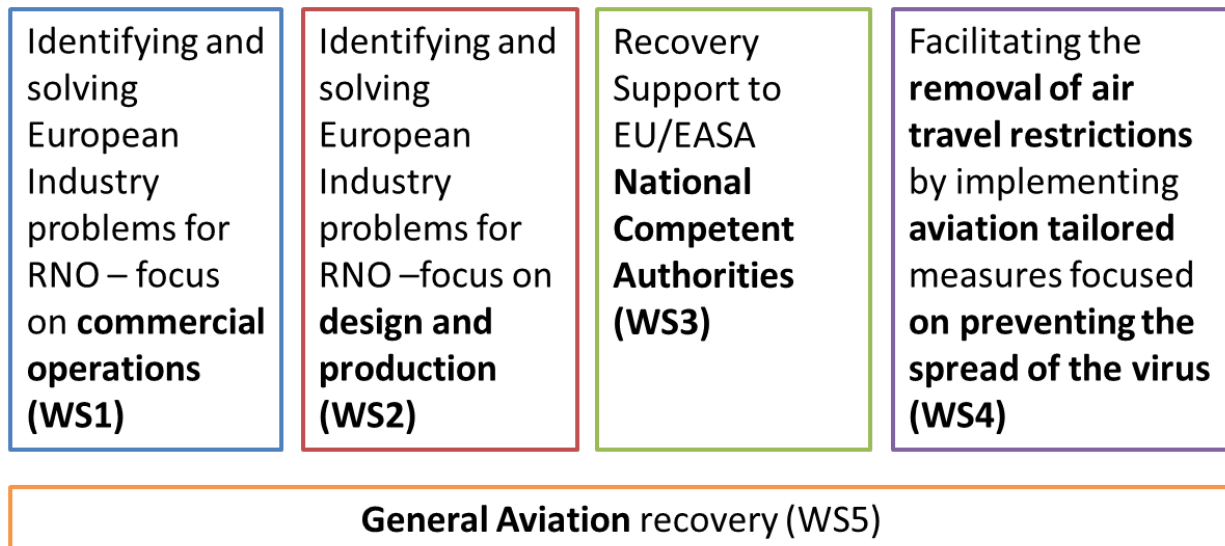 Identifying and
solving
European
Industry
problems for
RNO – focus
on commercial
operations
(WS1)
Identifying and
solving
European
Industry
problems for
RNO –focus on
design and
production
(WS2)
Recovery
Support to
EU/EASA
National
Competent
Authorities
(WS3)
Facilitating the
removal of air
travel restrictions
by implementing
aviation tailored
measures focused
on preventing the
spread of the virus
(WS4)
General Aviation recovery (WS5)